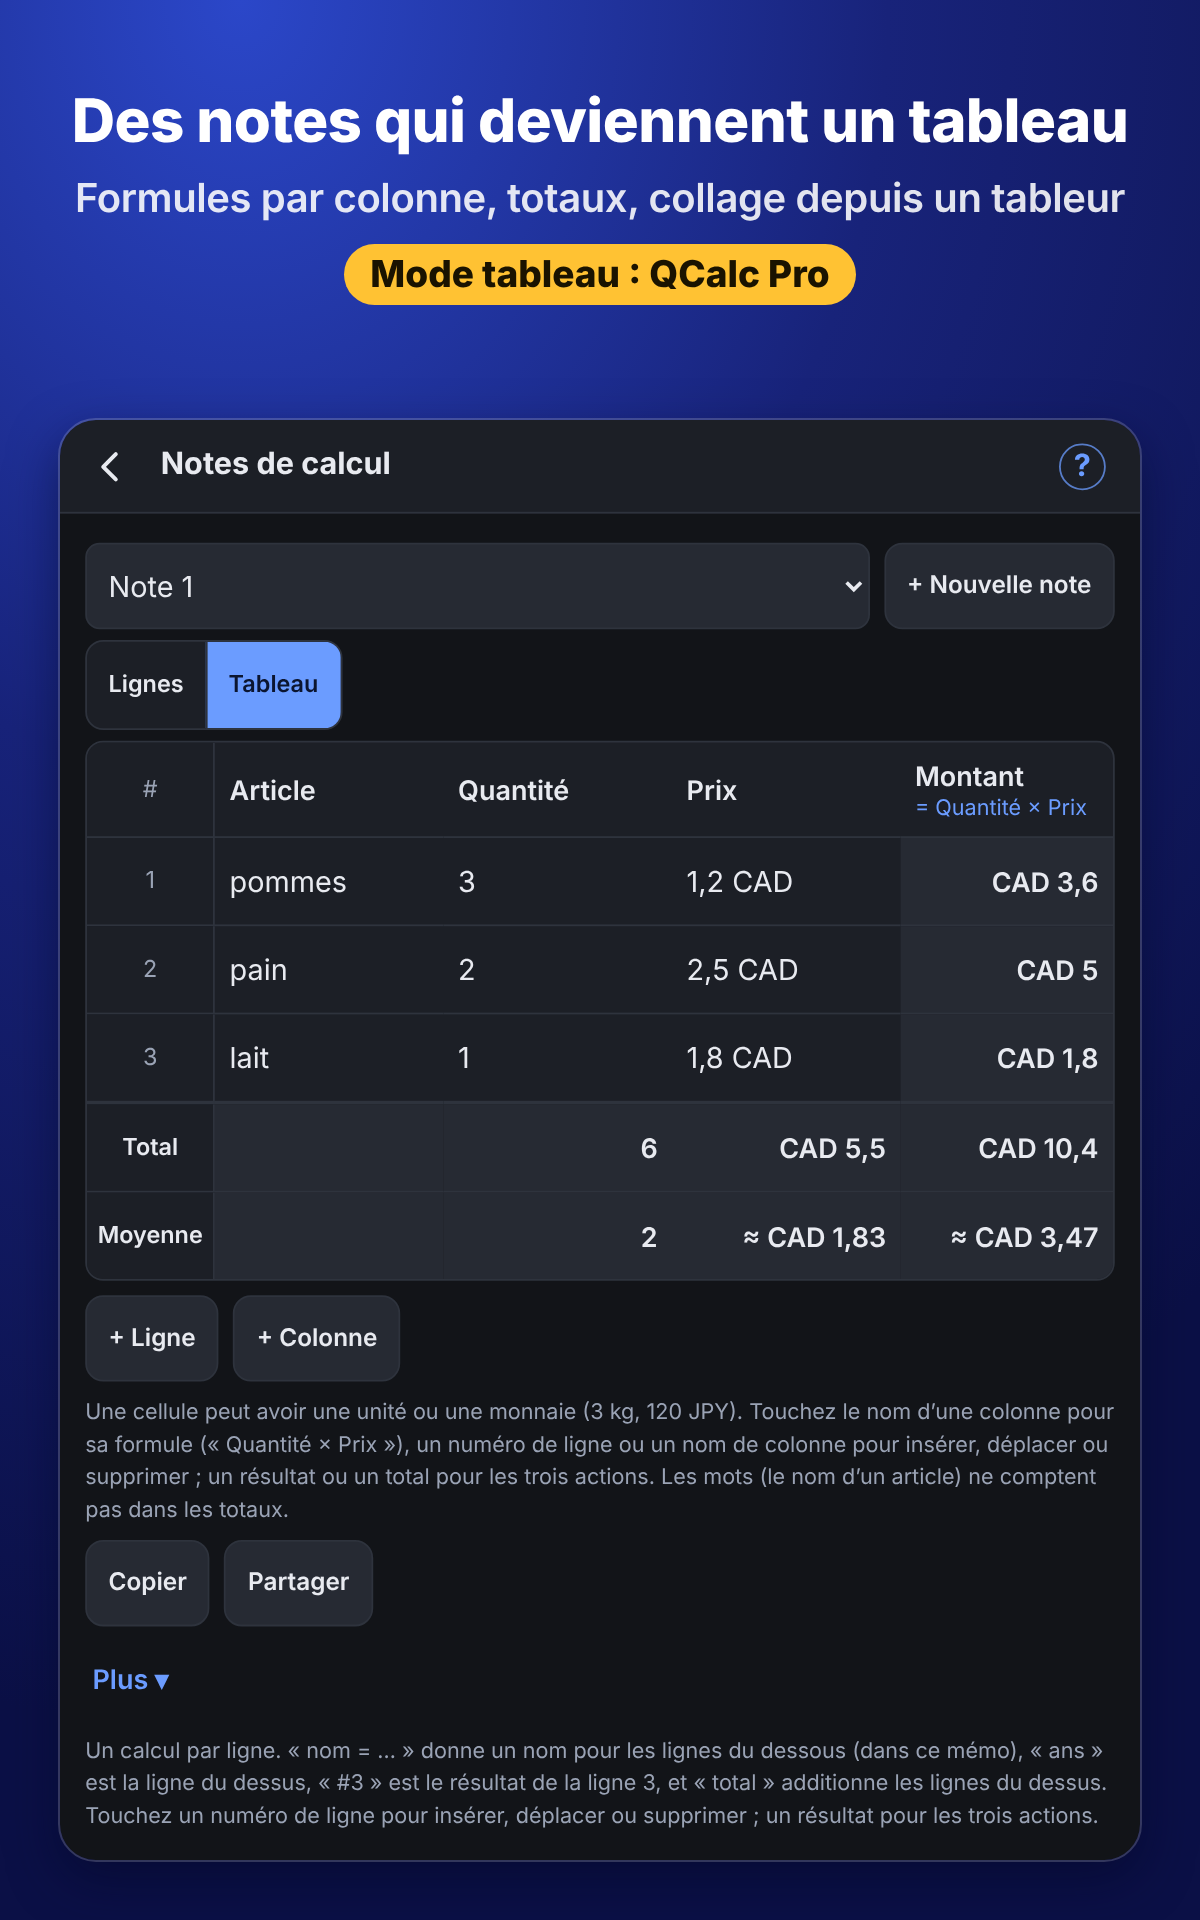 Des notes qui deviennent un tableau
Formules par colonne, totaux, collage depuis un tableur
Mode tableau : QCalc Pro
Notes de calcul
?
Note 1
+ Nouvelle note
Lignes
Tableau
# Article Quantité Prix Montant
= Quantité × Prix
1 pommes 3 1,2 CAD CAD 3,6
2 pain 2 2,5 CAD CAD 5
3 lait 1 1,8 CAD CAD 1,8
Total 6 CAD 5,5 CAD 10,4
Moyenne 2 ≈ CAD 1,83 ≈ CAD 3,47
+ Ligne
+ Colonne
Une cellule peut avoir une unité ou une monnaie (3 kg, 120 JPY). Touchez le nom d’une colonne pour
sa formule (« Quantité × Prix »), un numéro de ligne ou un nom de colonne pour insérer, déplacer ou
supprimer ; un résultat ou un total pour les trois actions. Les mots (le nom d’un article) ne comptent
pas dans les totaux.
Copier
Partager
Plus ▾
Un calcul par ligne. « nom = … » donne un nom pour les lignes du dessous (dans ce mémo), « ans »
est la ligne du dessus, « #3 » est le résultat de la ligne 3, et « total » additionne les lignes du dessus.
Touchez un numéro de ligne pour insérer, déplacer ou supprimer ; un résultat pour les trois actions.